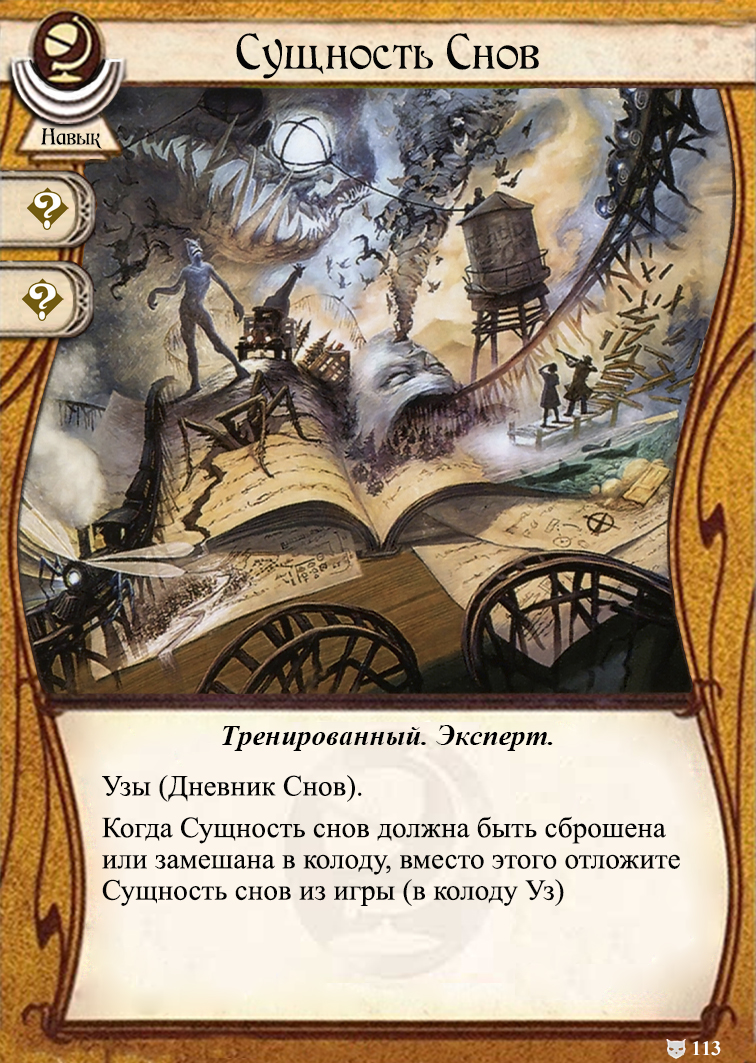 Сущность Снов
Навык
?
?
Тренированный. Эксперт.
Узы (Дневник Снов).
Когда Сущность снов должна быть сброшена
или замешана в колоду, вместо этого отложите
Сущность снов из игры (в колоду Уз)
113